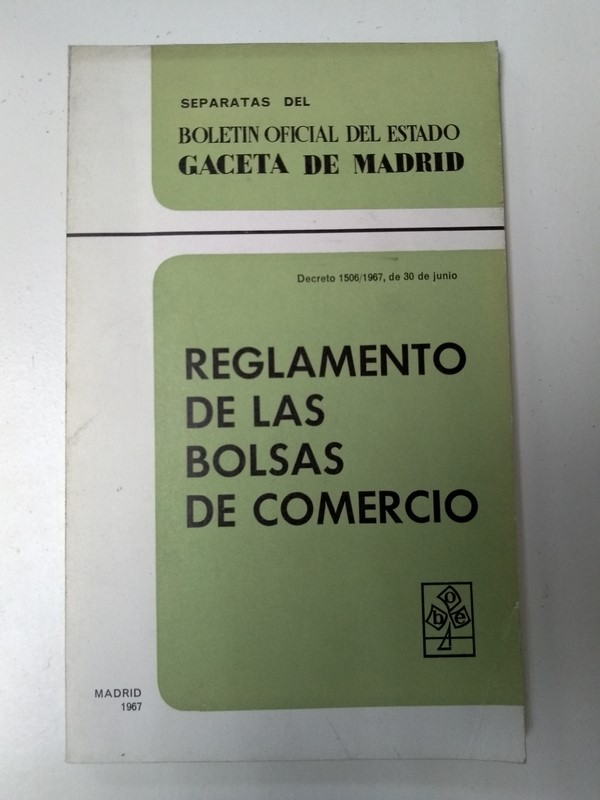 SEPARATAS DEL
BOLETIN OFICIAL DEL ESTADO
GACETA DE MADRID
Decreto 1506/1967, de 30 de junio
REGLAMENTO
DE LAS
BOLSAS
DE COMERCIO
boe
MADRID
1967